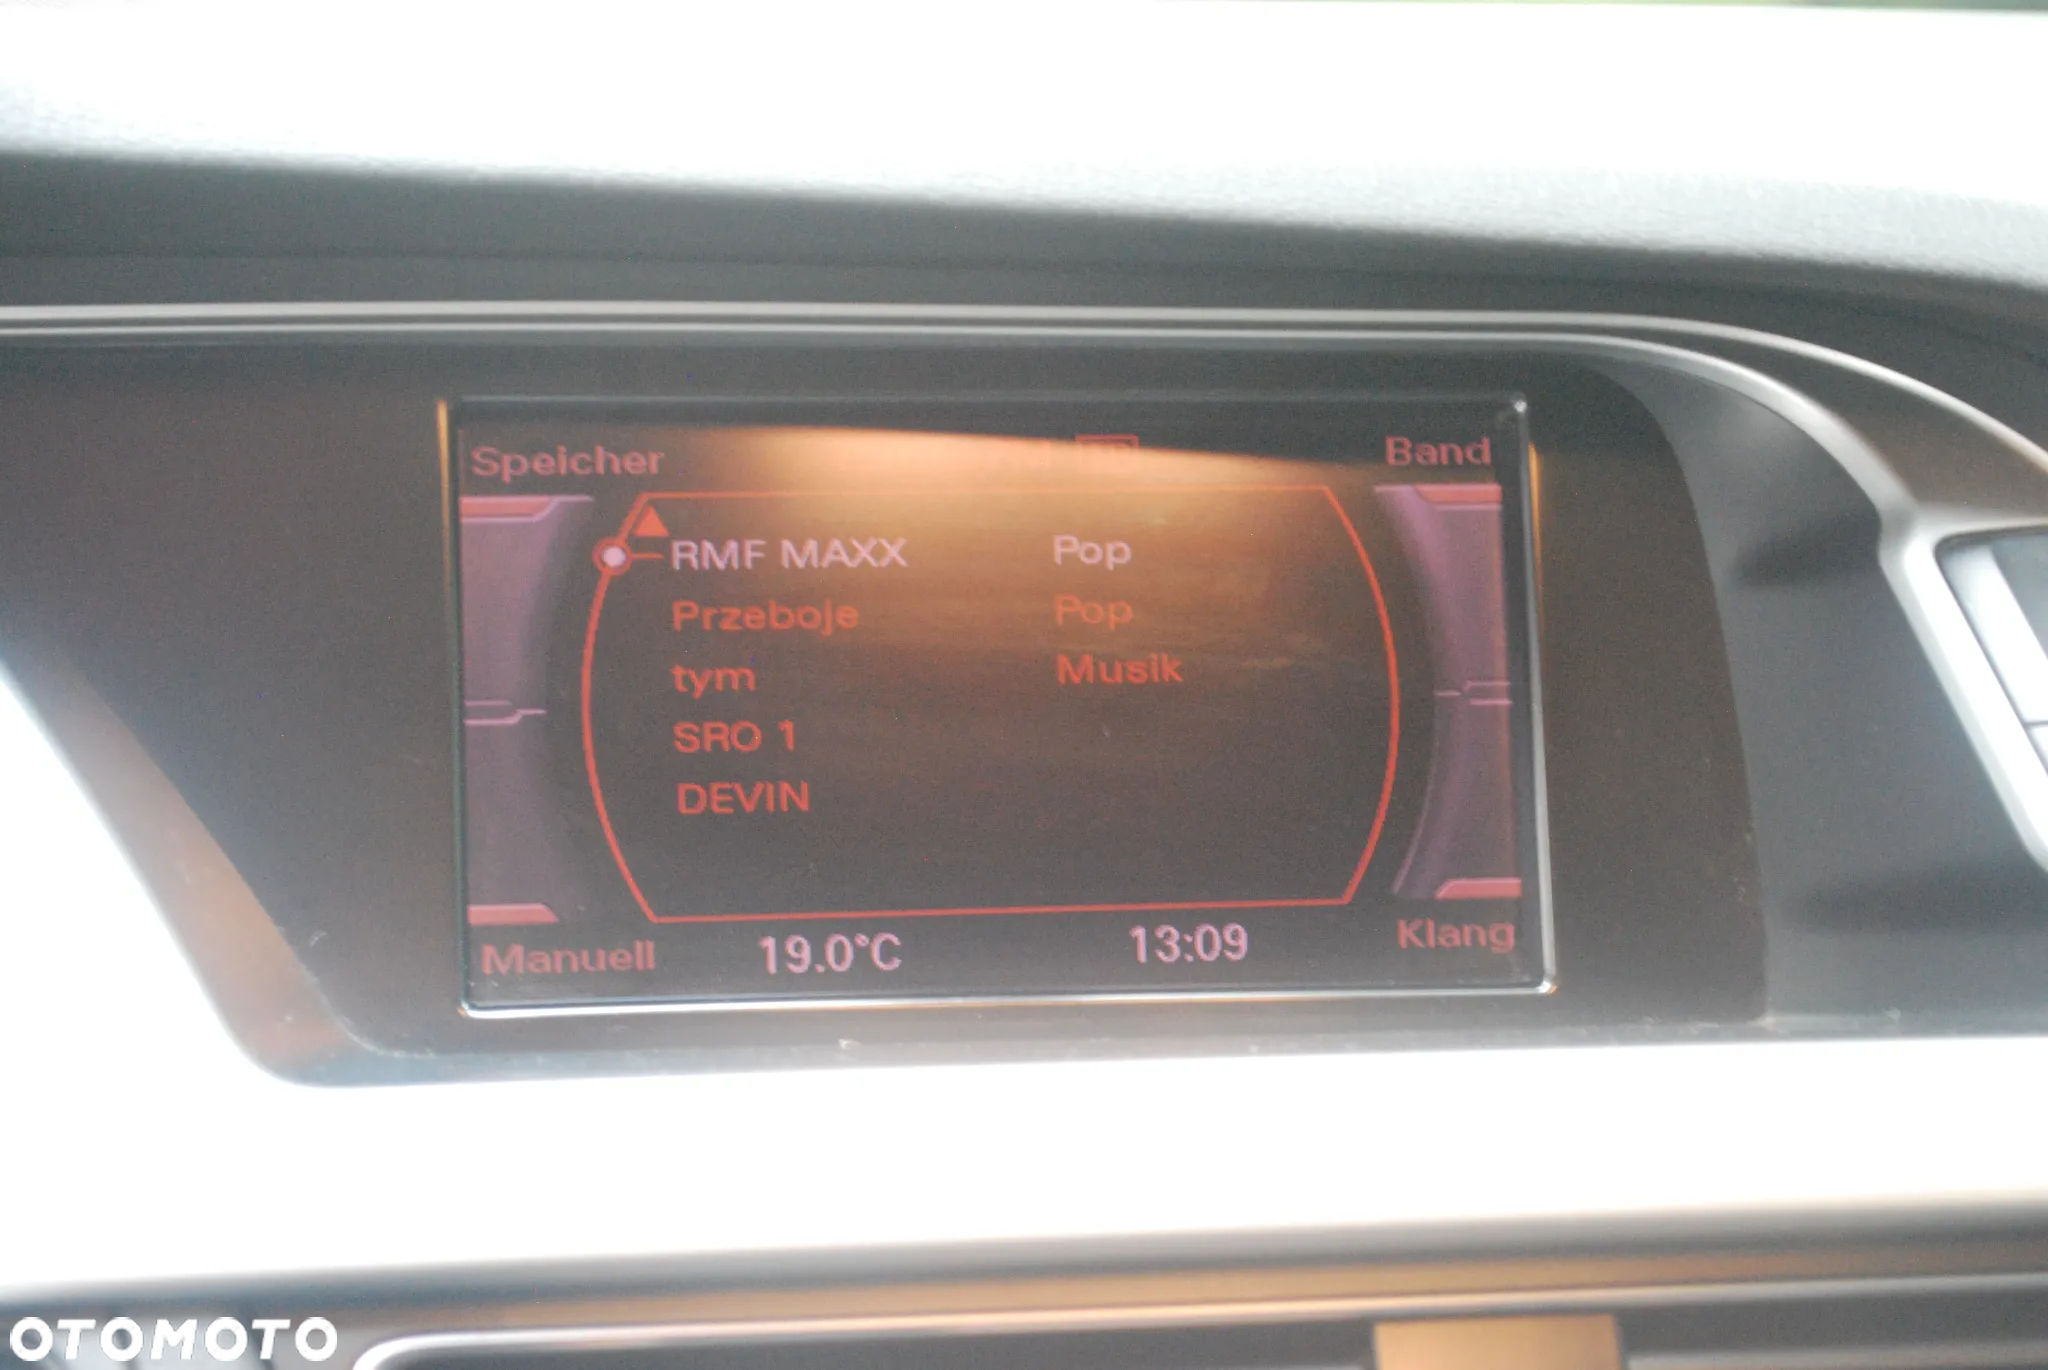 Speicher Band
RMF MAXX Pop
Przeboje Pop
tym Musik
SRO 1
DEVIN
Manuell 19.0°C 13:09 Klang
OTOMOTO